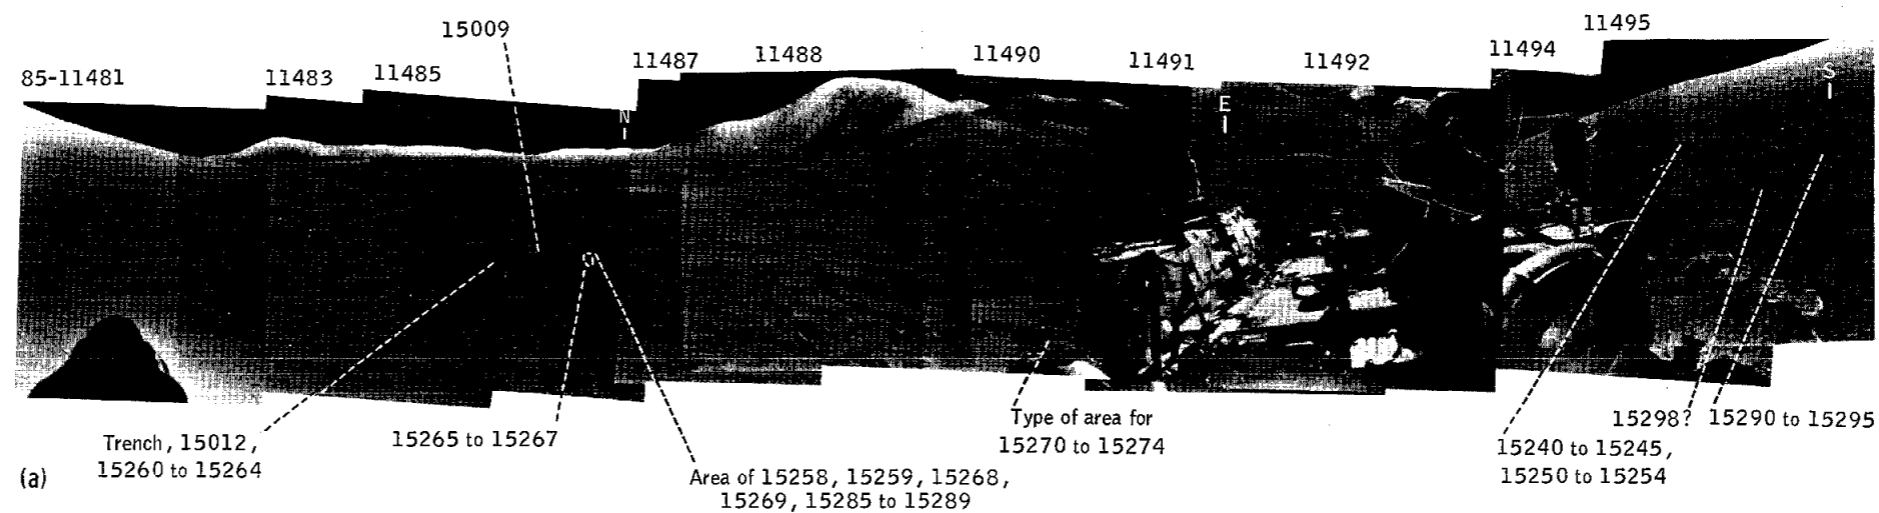 15009
11495
85-11481
11483
11485
11487
11488
11490
11491
11492
11494
N
E
S
Trench, 15012,
15260 to 15264
15265 to 15267
Area of 15258, 15259, 15268,
15269, 15285 to 15289
Type of area for
15270 to 15274
15298?
15290 to 15295
15240 to 15245,
15250 to 15254
(a)